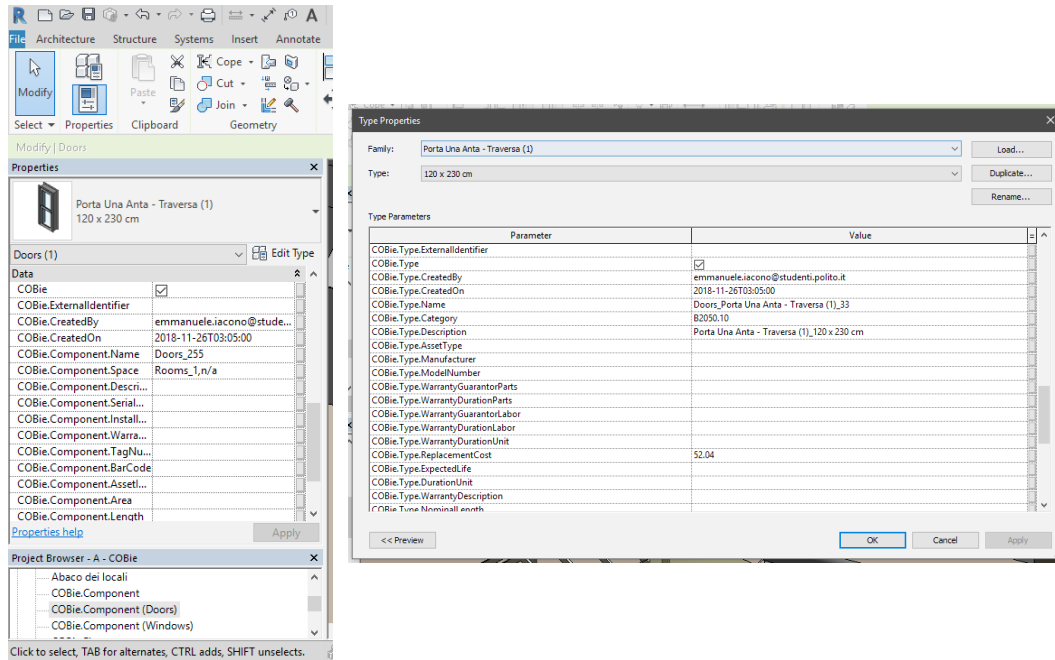 File Architecture Structure Systems Insert Annotate
Modify
Paste
Cope
Cut
Join
Select Properties Clipboard Geometry
Modify | Doors
Properties
Porta Una Anta - Traversa (1)
120 x 230 cm
Doors (1) Edit Type
Data
COBie
COBie.ExternalIdentifier
COBie.CreatedBy emmanuele.iacono@stude...
COBie.CreatedOn 2018-11-26T03:05:00
COBie.Component.Name Doors_255
COBie.Component.Space Rooms_1,n/a
COBie.Component.Descri...
COBie.Component.Serial...
COBie.Component.Install...
COBie.Component.Warra...
COBie.Component.TagNu...
COBie.Component.BarCode
COBie.Component.AssetI...
COBie.Component.Area
COBie.Component.Length
Properties help Apply
Project Browser - A - COBie
Abaco dei locali
COBie.Component
COBie.Component (Doors)
COBie.Component (Windows)
Click to select, TAB for alternates, CTRL adds, SHIFT unselects.
Type Properties
Family: Porta Una Anta - Traversa (1) Load...
Type: 120 x 230 cm Duplicate...
Rename...
Type Parameters
Parameter Value =
COBie.Type.ExternalIdentifier
COBie.Type
COBie.Type.CreatedBy emmanuele.iacono@studenti.polito.it
COBie.Type.CreatedOn 2018-11-26T03:05:00
COBie.Type.Name Doors_Porta Una Anta - Traversa (1)_33
COBie.Type.Category B2050.10
COBie.Type.Description Porta Una Anta - Traversa (1)_120 x 230 cm
COBie.Type.AssetType
COBie.Type.Manufacturer
COBie.Type.ModelNumber
COBie.Type.WarrantyGuarantorParts
COBie.Type.WarrantyDurationParts
COBie.Type.WarrantyGuarantorLabor
COBie.Type.WarrantyDurationLabor
COBie.Type.WarrantyDurationUnit
COBie.Type.ReplacementCost 52.04
COBie.Type.ExpectedLife
COBie.Type.DurationUnit
COBie.Type.WarrantyDescription
COBie.Type.NominalLength
<< Preview OK Cancel Apply